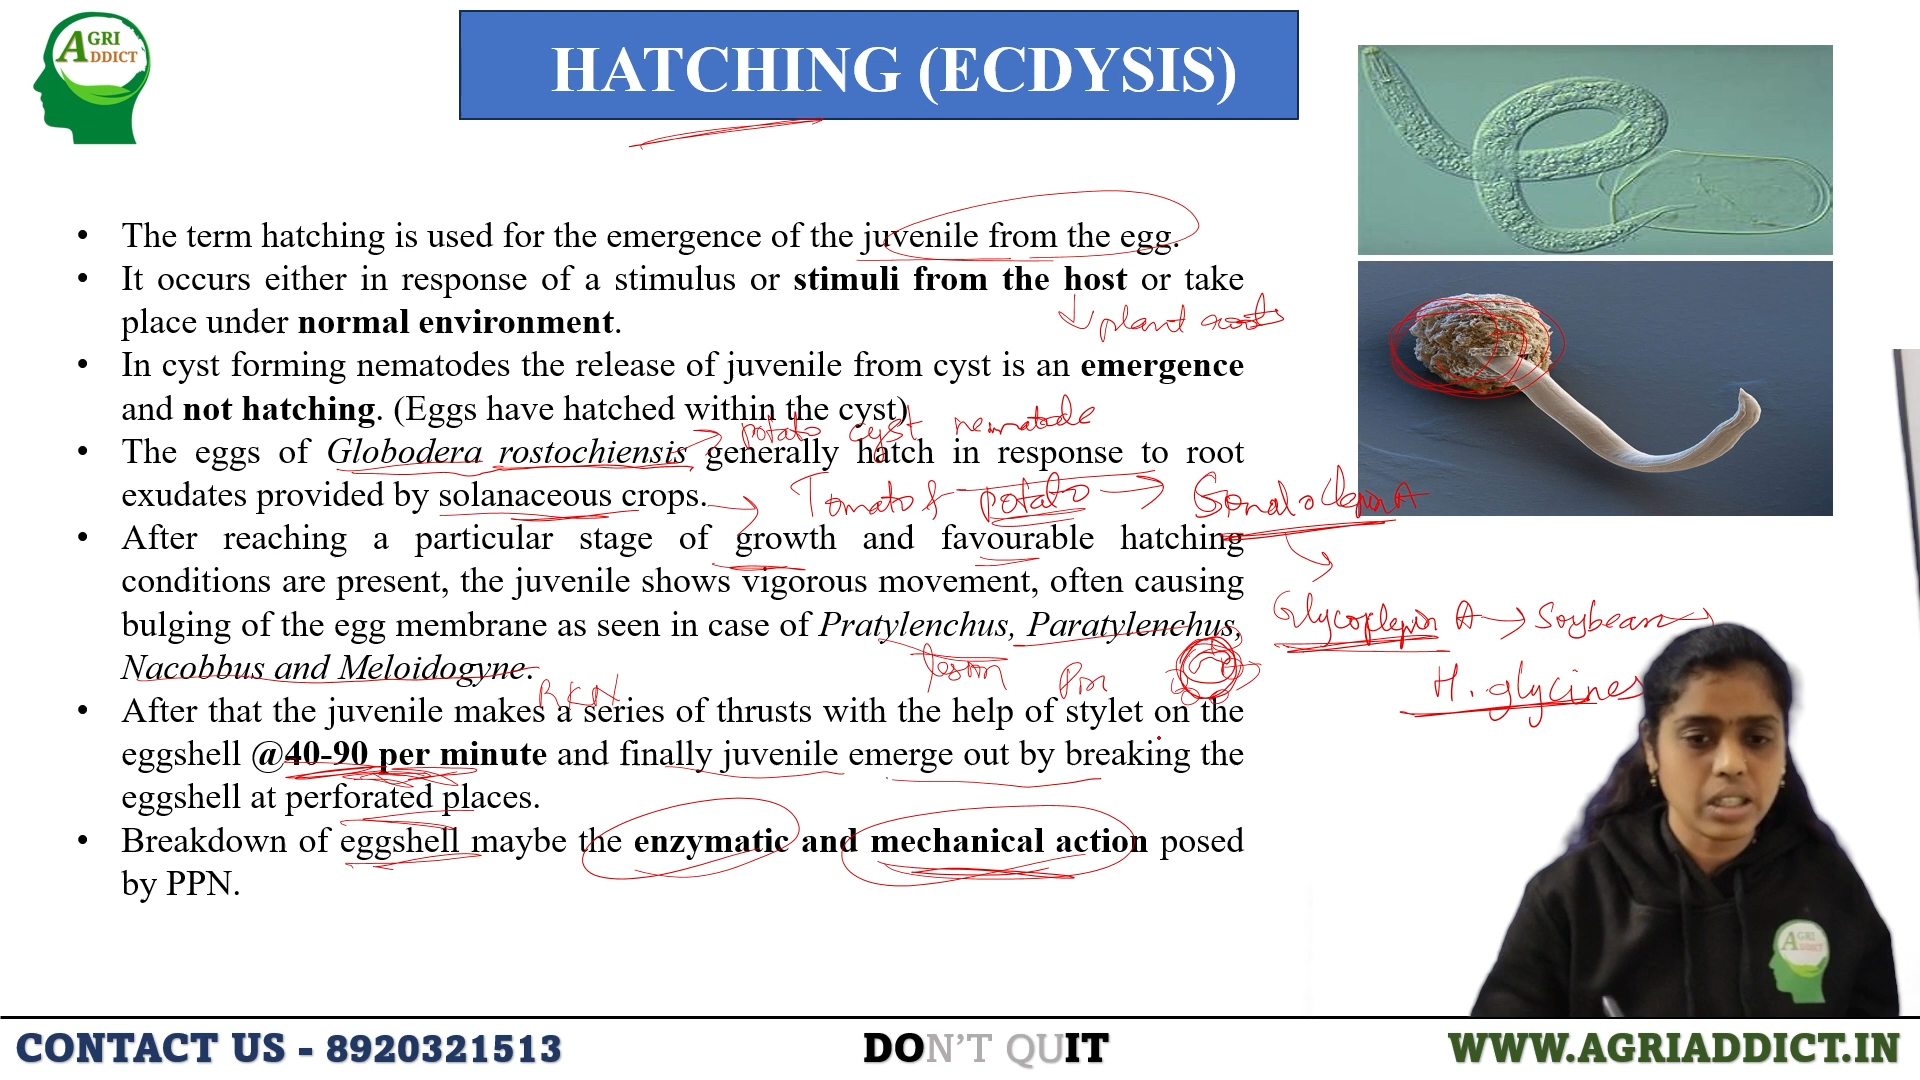 AGRI
ADDICT
HATCHING (ECDYSIS)
• The term hatching is used for the emergence of the juvenile from the egg.
• It occurs either in response of a stimulus or stimuli from the host or take
place under normal environment.
plant roots
• In cyst forming nematodes the release of juvenile from cyst is an emergence
and not hatching. (Eggs have hatched within the cyst)
potato cyst nematode
• The eggs of Globodera rostochiensis generally hatch in response to root
exudates provided by solanaceous crops.
Tomato & potato
• After reaching a particular stage of growth and favourable hatching
conditions are present, the juvenile shows vigorous movement, often causing
bulging of the egg membrane as seen in case of Pratylenchus, Paratylenchus,
Glycoclepin A → Soybean
Nacobbus and Meloidogyne.
lesion Pin
H. glycines
RKN
• After that the juvenile makes a series of thrusts with the help of stylet on the
eggshell @40-90 per minute and finally juvenile emerge out by breaking the
eggshell at perforated places.
• Breakdown of eggshell maybe the enzymatic and mechanical action posed
by PPN.
AGRI
ADDICT
CONTACT US - 8920321513
DON'T QUIT
WWW.AGRIADDICT.IN